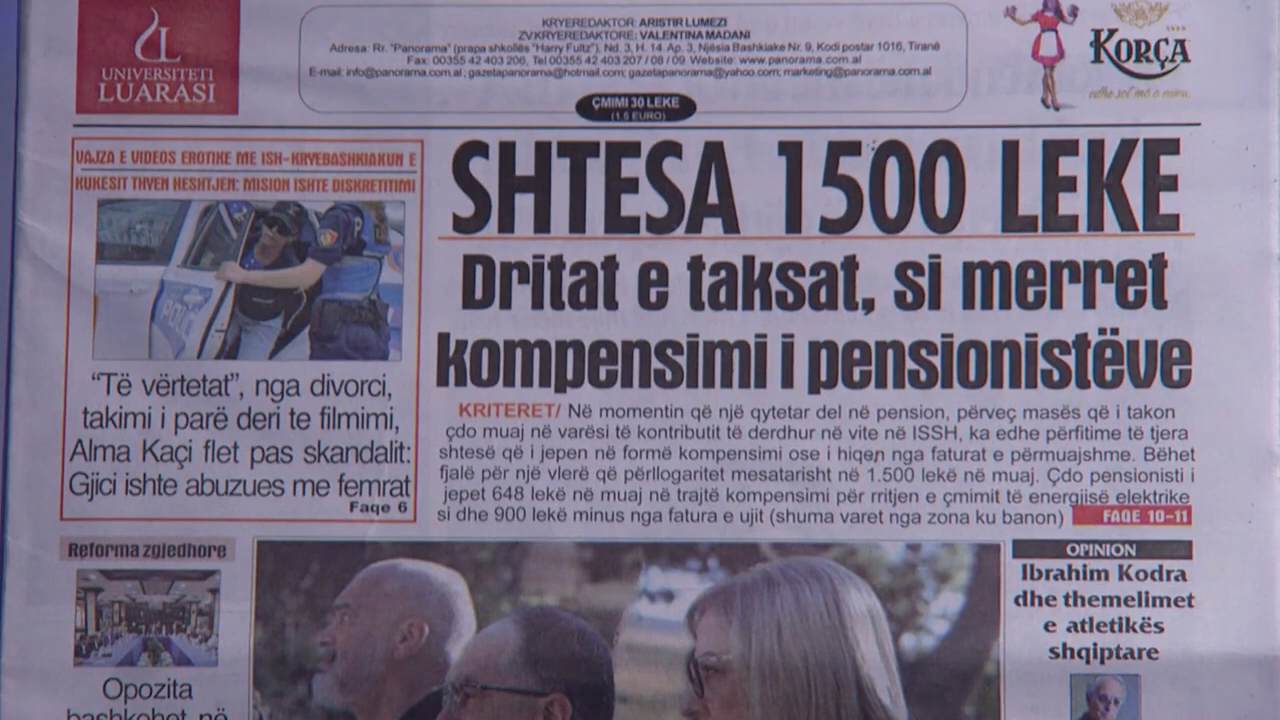 UNIVERSITETI
LUARASI
KRYEREDAKTOR: ARISTIR LUMEZI
ZVKRYEREDAKTORE: VALENTINA MADANI
Adresa: Rr. "Panorama" (prapa shkollës "Harry Fultz"), Nd. 3, H. 14. Ap. 3, Njësia Bashkiake Nr. 9, Kodi postar 1016, Tiranë
Fax: 00355 42 403 206, Tel 00355 42 403 207 / 08 / 09 Website: www.panorama.com.al
E-mail: info@panorama.com.al; gazetapanorama@hotmail.com; gazetapanorama@yahoo.com; marketing@panorama.com.al
ÇMIMI 30 LEKE
(1.5 EURO)
KORÇA
edhe sot më e mira.
VAJZA E VIDEOS EROTIKE ME ISH-KRYEBASHKIAKUN E
KUKESIT THYEN HESHTJEN: MISION ISHTE DISKRETITIMI
"Të vërtetat", nga divorci,
takimi i parë deri te filmimi,
Alma Kaçi flet pas skandalit:
Gjici ishte abuzues me femrat
Faqe 6
SHTESA 1500 LEKE
Dritat e taksat, si merret
kompensimi i pensionistëve
KRITERET/ Në momentin që një qytetar del në pension, përveç masës që i takon
çdo muaj në varësi të kontributit të derdhur në vite në ISSH, ka edhe përfitime të tjera
shtesë që i jepen në formë kompensimi ose i hiqen nga faturat e përmuajshme. Bëhet
fjalë për një vlerë që përllogaritet mesatarisht në 1.500 lekë në muaj. Çdo pensionisti i
jepet 648 lekë në muaj në trajtë kompensimi për rritjen e çmimit të energjisë elektrike
si dhe 900 lekë minus nga fatura e ujit (shuma varet nga zona ku banon)
FAQE 10-11
Reforma zgjedhore
Opozita
bashkohet në
OPINION
Ibrahim Kodra
dhe themelimet
e atletikës
shqiptare